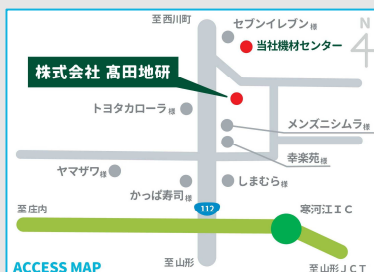 至西川町
セブンイレブン様
N
4
当社機材センター
株式会社 髙田地研
トヨタカローラ様
メンズニシムラ様
幸楽苑様
ヤマザワ様
しまむら様
かっぱ寿司様
至庄内
112
寒河江IC
至山形
至山形JCT
ACCESS MAP